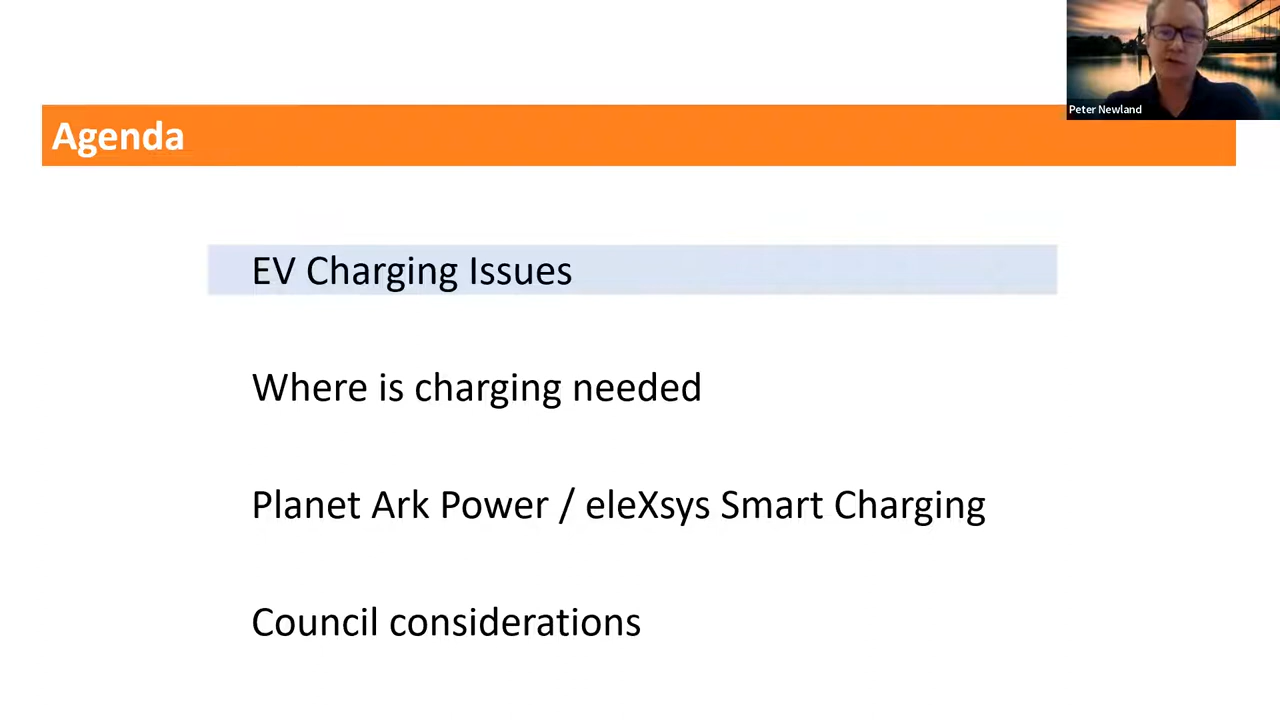 Peter Newland
Agenda
EV Charging Issues
Where is charging needed
Planet Ark Power / eleXsys Smart Charging
Council considerations